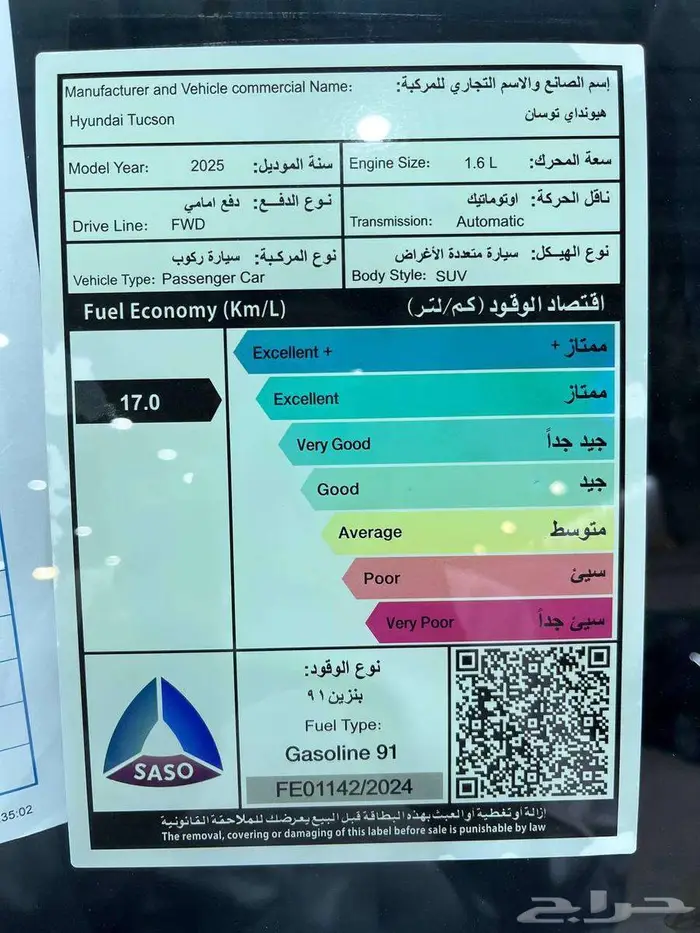 Manufacturer and Vehicle commercial Name: إسم الصانع والاسم التجاري للمركبة:
Hyundai Tucson هيونداي توسان
Model Year: 2025 سنة الموديل:
Engine Size: 1.6 L سعة المحرك:
نوع الدفع: دفع امامي
Drive Line: FWD
ناقل الحركة: اوتوماتيك
Transmission: Automatic
نوع المركبة: سيارة ركوب
Vehicle Type: Passenger Car
نوع الهيكل: سيارة متعددة الأغراض
Body Style: SUV
Fuel Economy (Km/L) اقتصاد الوقود (كم/لتر)
Excellent + ممتاز +
17.0
Excellent ممتاز
Very Good جيد جداً
Good جيد
Average متوسط
Poor سيئ
Very Poor سيئ جداً
SASO
نوع الوقود:
بنزين ٩١
Fuel Type:
Gasoline 91
FE01142/2024
إزالة أو تغطية أو العبث بهذه البطاقة قبل البيع يعرضك للملاحقة القانونية
The removal, covering or damaging of this label before sale is punishable by law
35:02
حراج